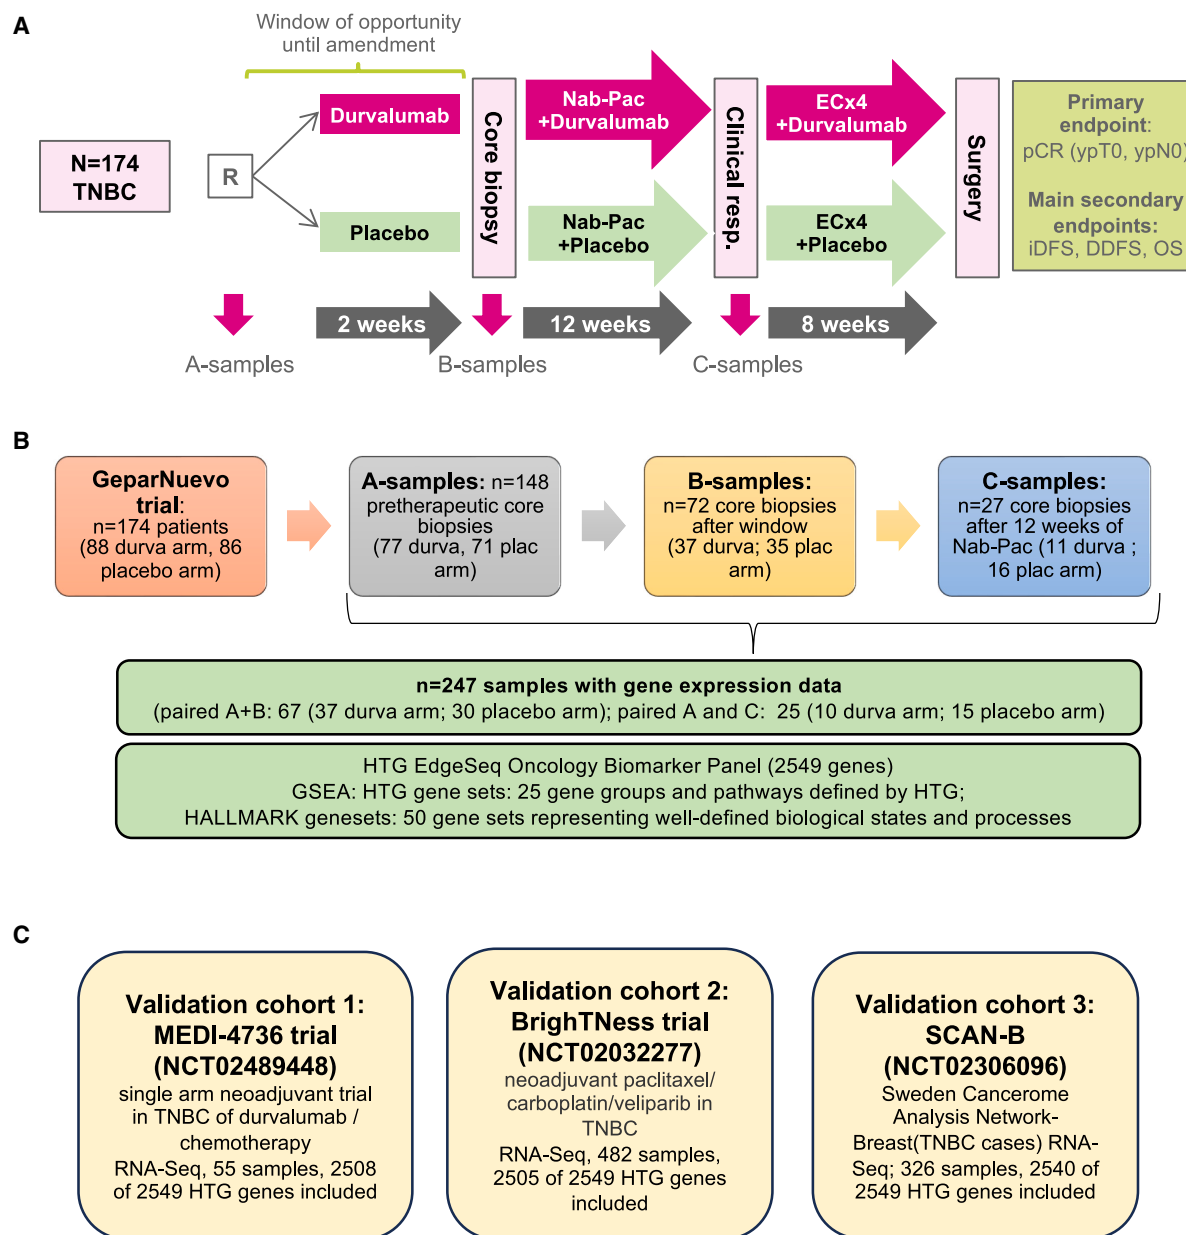 A
Window of opportunity
until amendment
N=174
TNBC
R
Durvalumab
Placebo
Core biopsy
Nab-Pac
+Durvalumab
Nab-Pac
+Placebo
Clinical resp.
ECx4
+Durvalumab
ECx4
+Placebo
Surgery
Primary
endpoint:
pCR (ypT0, ypN0)
Main secondary
endpoints:
iDFS, DDFS, OS
2 weeks
12 weeks
8 weeks
A-samples
B-samples
C-samples
B
GeparNuevo
trial:
n=174 patients
(88 durva arm, 86
placebo arm)
A-samples: n=148
pretherapeutic core
biopsies
(77 durva, 71 plac
arm)
B-samples:
n=72 core biopsies
after window
(37 durva; 35 plac
arm)
C-samples:
n=27 core biopsies
after 12 weeks of
Nab-Pac (11 durva ;
16 plac arm)
n=247 samples with gene expression data
(paired A+B: 67 (37 durva arm; 30 placebo arm); paired A and C: 25 (10 durva arm; 15 placebo arm)
HTG EdgeSeq Oncology Biomarker Panel (2549 genes)
GSEA: HTG gene sets: 25 gene groups and pathways defined by HTG;
HALLMARK genesets: 50 gene sets representing well-defined biological states and processes
C
Validation cohort 1:
MEDI-4736 trial
(NCT02489448)
single arm neoadjuvant trial
in TNBC of durvalumab /
chemotherapy
RNA-Seq, 55 samples, 2508
of 2549 HTG genes included
Validation cohort 2:
BrighTNess trial
(NCT02032277)
neoadjuvant paclitaxel/
carboplatin/veliparib in
TNBC
RNA-Seq, 482 samples,
2505 of 2549 HTG genes
included
Validation cohort 3:
SCAN-B
(NCT02306096)
Sweden Cancerome
Analysis Network-
Breast(TNBC cases) RNA-
Seq; 326 samples, 2540 of
2549 HTG genes included